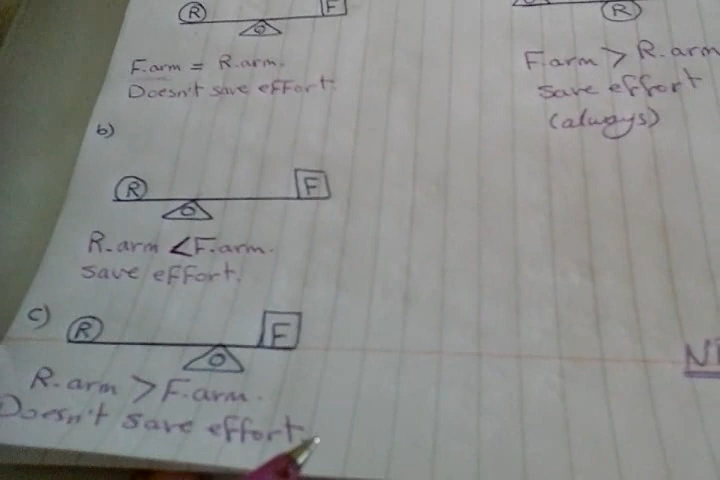 R F
O
F.arm = R.arm.
Doesn't save effort.
b)
R F
O
R.arm < F.arm.
save effort.
c)
R F
O
R.arm > F.arm.
Doesn't save effort
R
F.arm > R.arm
save effort
(always)